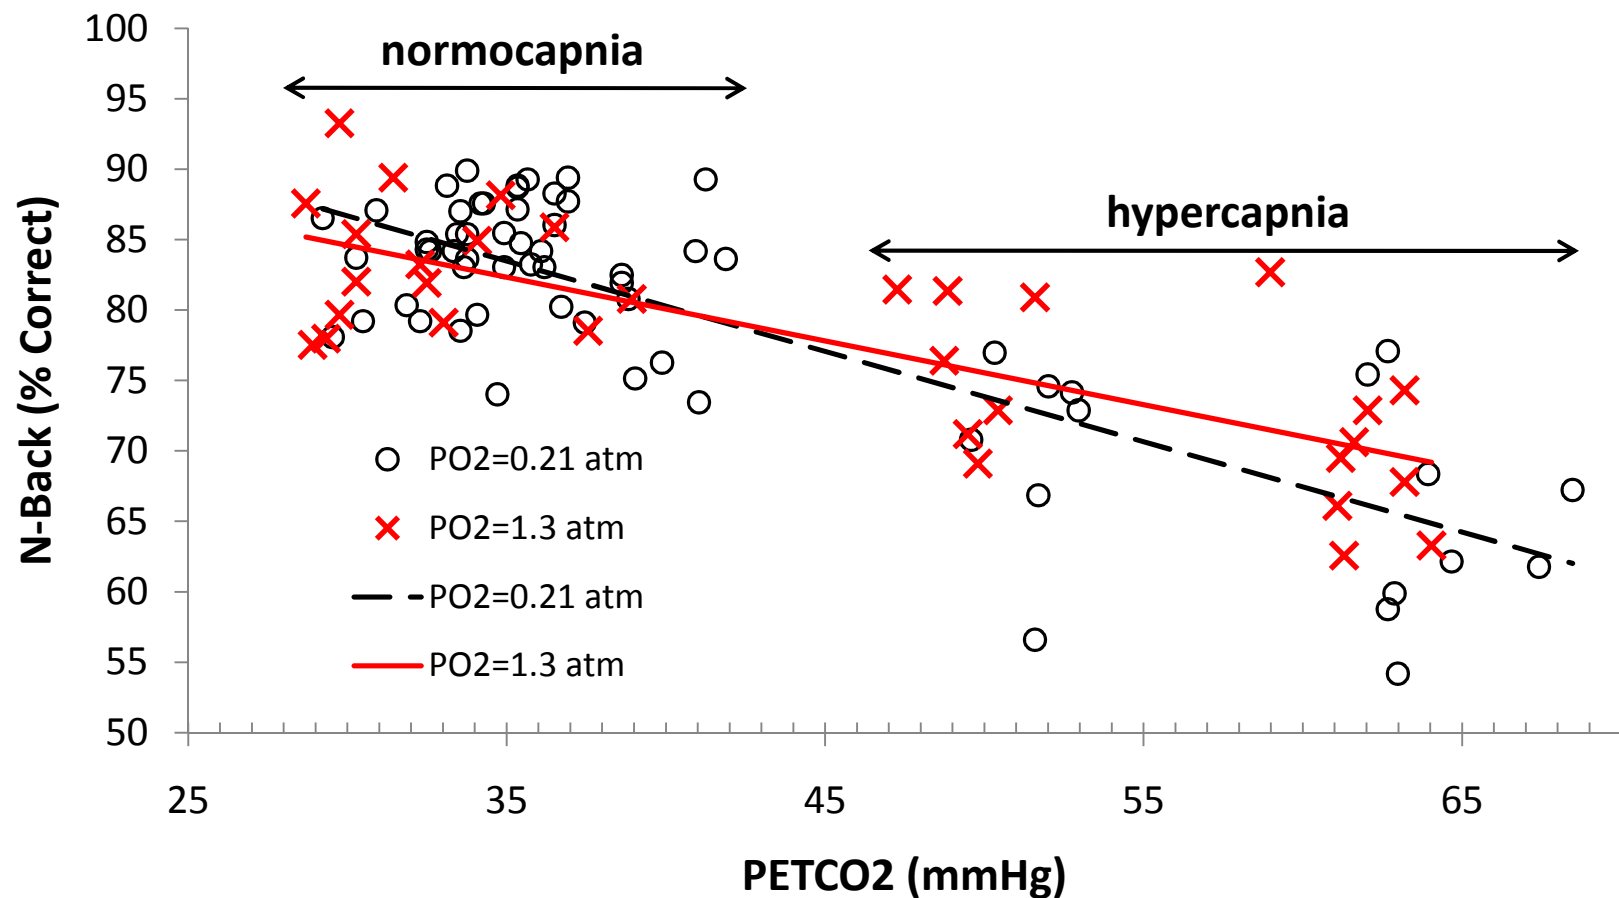 100
normocapnia
95
90
hypercapnia
85
80
75
70
65
60
55
50
N-Back (% Correct)
PO2=0.21 atm
PO2=1.3 atm
PO2=0.21 atm
PO2=1.3 atm
25 35 45 55 65
PETCO2 (mmHg)